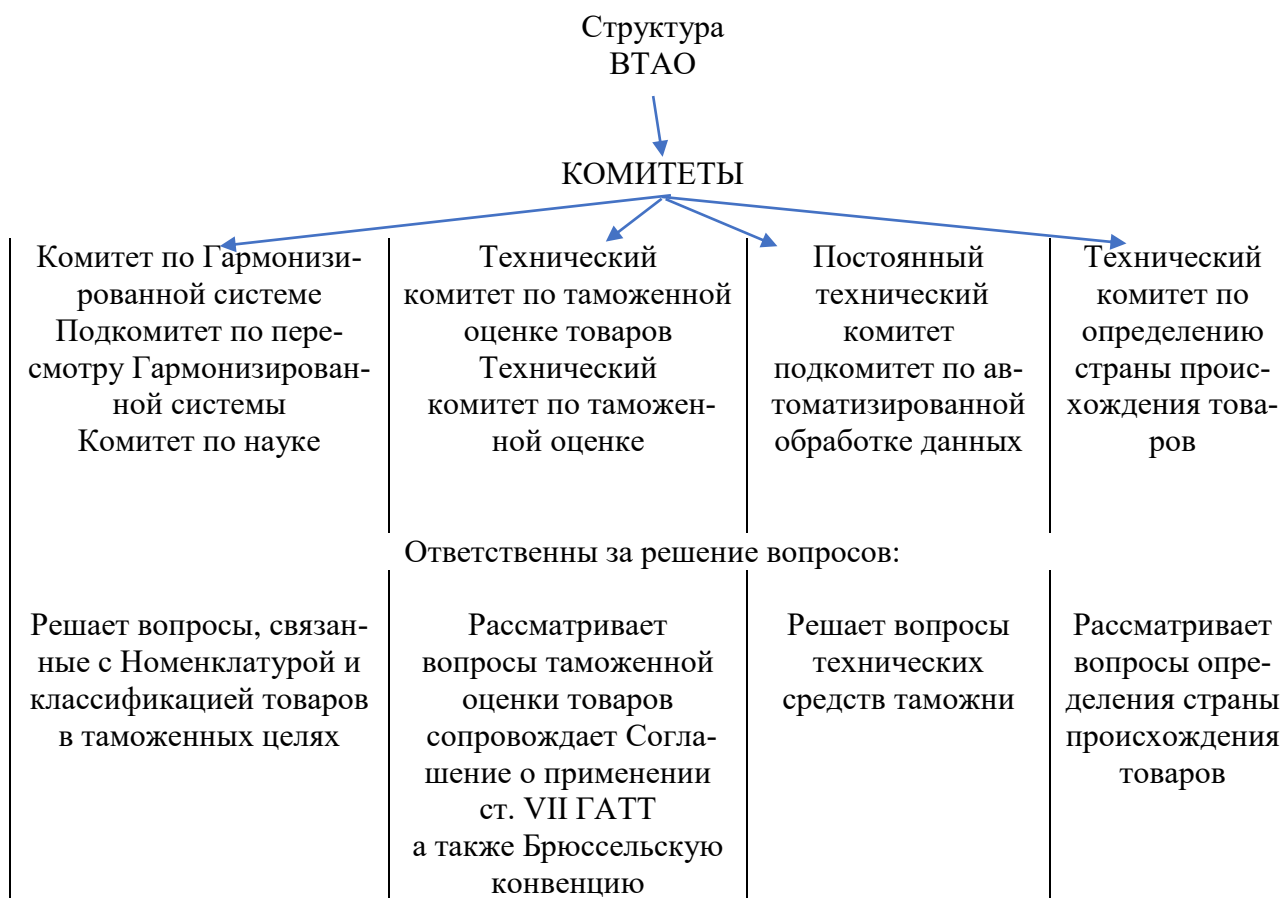 Структура
ВТАО
КОМИТЕТЫ
Комитет по Гармонизи-
рованной системе
Подкомитет по пере-
смотру Гармонизирован-
ной системы
Комитет по науке
Технический
комитет по таможенной
оценке товаров
Технический
комитет по таможен-
ной оценке
Постоянный
технический
комитет
подкомитет по ав-
томатизированной
обработке данных
Технический
комитет по
определению
страны проис-
хождения това-
ров
Ответственны за решение вопросов:
Решает вопросы, связан-
ные с Номенклатурой и
классификацией товаров
в таможенных целях
Рассматривает
вопросы таможенной
оценки товаров
сопровождает Согла-
шение о применении
ст. VII ГАТТ
а также Брюссельскую
конвенцию
Решает вопросы
технических
средств таможни
Рассматривает
вопросы опре-
деления страны
происхождения
товаров